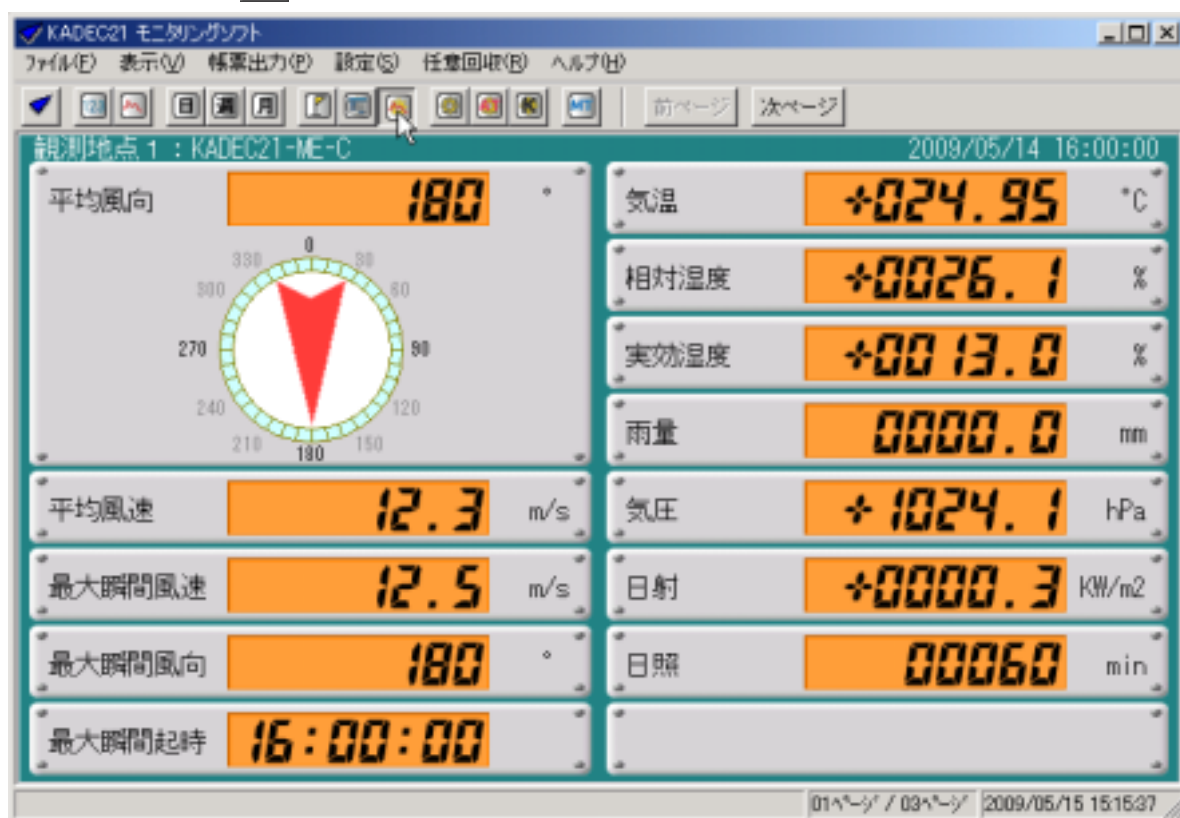 KADEC21 モニタリングソフト
ファイル(F) 表示(V) 帳票出力(P) 設定(S) 任意回収(R) ヘルプ(H)
123 日 週 月 MT 前ページ 次ページ
観測地点 1 : KADEC21-ME-C 2009/05/14 16:00:00
平均風向 180 °
0
330 30
300 60
270 90
240 120
210 150
180
平均風速 12.3 m/s
最大瞬間風速 12.5 m/s
最大瞬間風向 180 °
最大瞬間起時 16:00:00
気温 +024.95 °C
相対湿度 +0026.1 %
実効湿度 +0013.0 %
雨量 0000.0 mm
気圧 +1024.1 hPa
日射 +0000.3 KW/m2
日照 00060 min
01ページ / 03ページ 2009/05/15 15:15:37